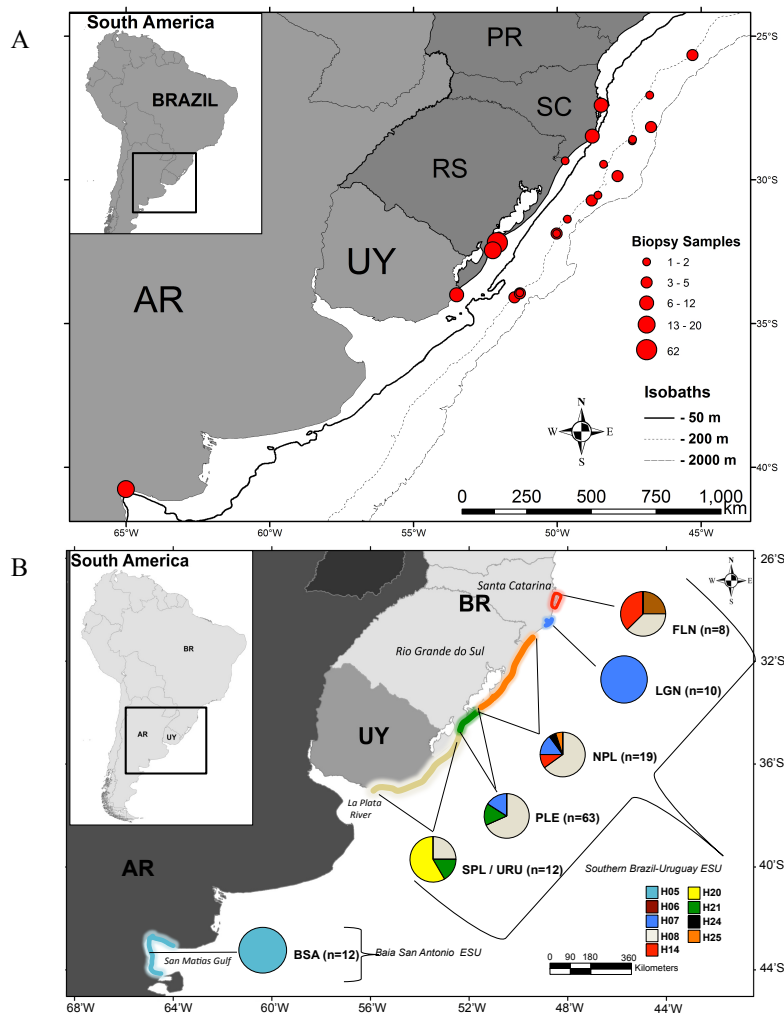 A
South America
BRAZIL
PR
SC
RS
UY
AR
25°S
30°S
35°S
40°S
Biopsy Samples
1 - 2
3 - 5
6 - 12
13 - 20
62
Isobaths
- 50 m
- 200 m
- 2000 m
N
W E
S
0 250 500 750 1,000
km
65°W 60°W 55°W 50°W 45°W
B
South America
BR
AR
UY
Santa Catarina
BR
Rio Grande do Sul
UY
La Plata
River
AR
San Matias Gulf
N
W E
S
26°S
32°S
36°S
40°S
44°S
FLN (n=8)
LGN (n=10)
NPL (n=19)
PLE (n=63)
SPL / URU (n=12)
BSA (n=12)
Baia San Antonio ESU
Southern Brazil-Uruguay ESU
H05 H20
H06 H21
H07 H24
H08 H25
H14
0 90 180 360
Kilometers
68°W 64°W 60°W 56°W 52°W 48°W 44°W